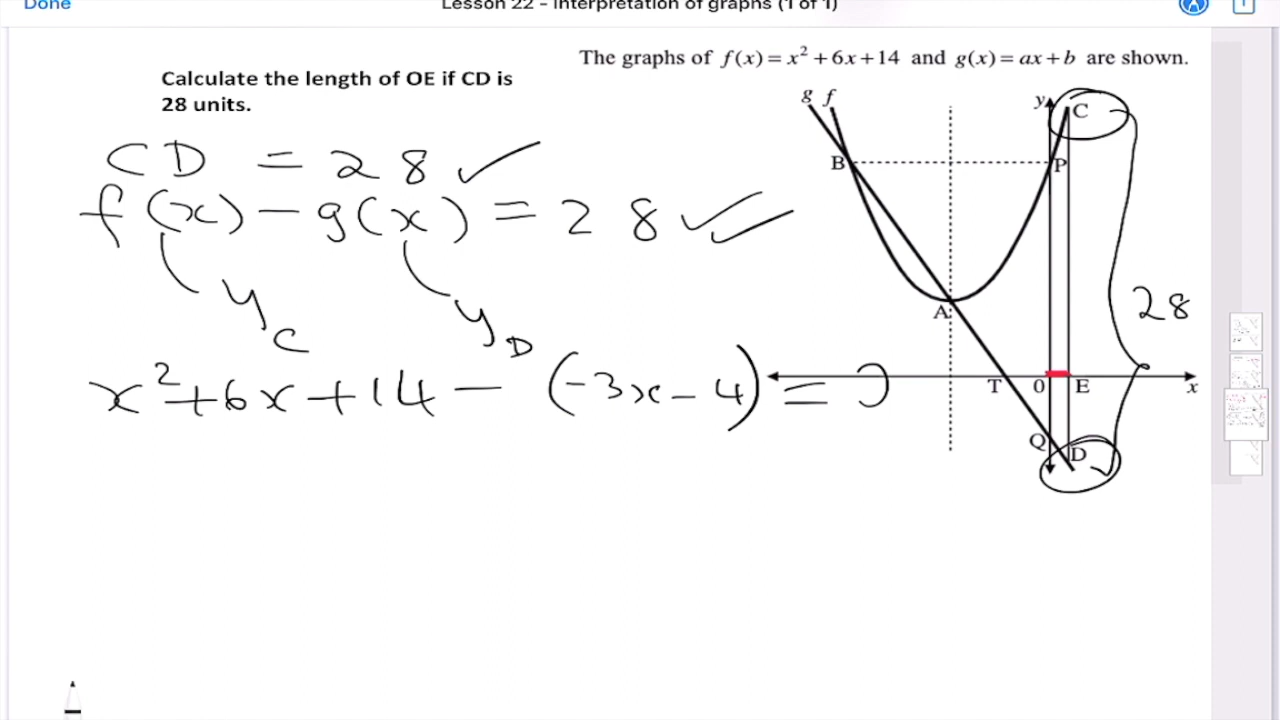 Done
Lesson 22 – Interpretation of graphs (1 of 1)
The graphs of f(x) = x² + 6x + 14 and g(x) = ax + b are shown.
Calculate the length of OE if CD is
28 units.
CD = 28 ✓
f(x) – g(x) = 28 ✓✓
y_C
y_D
x² + 6x + 14 – (-3x – 4) =
g f
y
C
B
P
A
28
T
0
E
x
Q
D